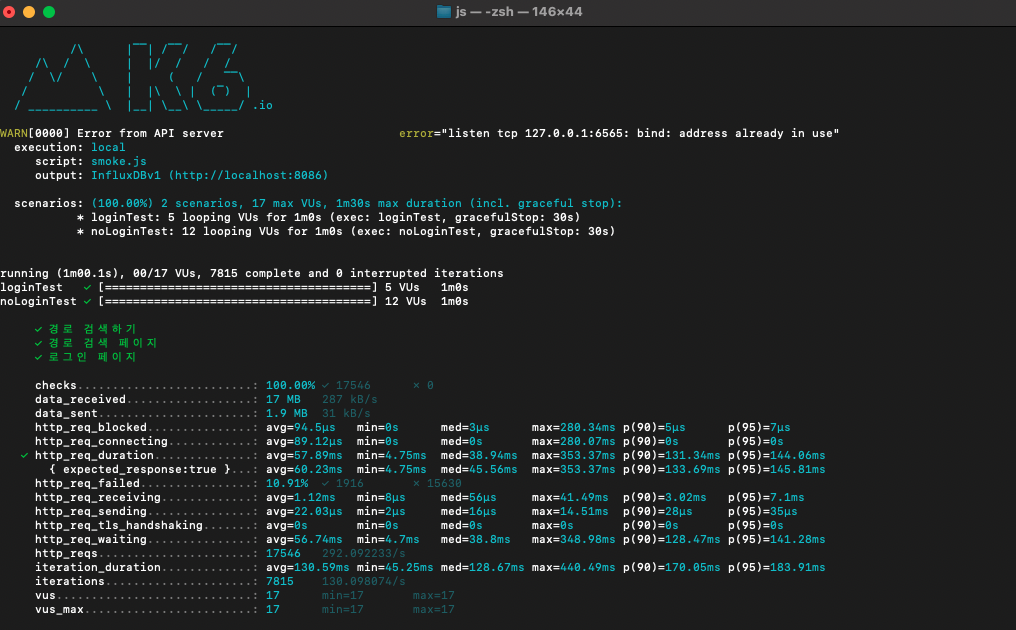 js — -zsh — 146×44
.io
WARN[0000] Error from API server                         error="listen tcp 127.0.0.1:6565: bind: address already in use"
  execution: local
     script: smoke.js
     output: InfluxDBv1 (http://localhost:8086)
  scenarios: (100.00%) 2 scenarios, 17 max VUs, 1m30s max duration (incl. graceful stop):
           * loginTest: 5 looping VUs for 1m0s (exec: loginTest, gracefulStop: 30s)
           * noLoginTest: 12 looping VUs for 1m0s (exec: noLoginTest, gracefulStop: 30s)
running (1m00.1s), 00/17 VUs, 7815 complete and 0 interrupted iterations
loginTest   ✓ [======================================] 5 VUs   1m0s
noLoginTest ✓ [======================================] 12 VUs  1m0s
     ✓ 경로 검색하기
     ✓ 경로 검색 페이지
     ✓ 로그인 페이지
     checks.........................: 100.00% ✓ 17546      ✗ 0
     data_received..................: 17 MB   287 kB/s
     data_sent......................: 1.9 MB  31 kB/s
     http_req_blocked...............: avg=94.5µs   min=0s      med=3µs      max=280.34ms p(90)=5µs      p(95)=7µs
     http_req_connecting............: avg=89.12µs  min=0s      med=0s       max=280.07ms p(90)=0s       p(95)=0s
   ✓ http_req_duration..............: avg=57.89ms  min=4.75ms  med=38.94ms  max=353.37ms p(90)=131.34ms p(95)=144.06ms
       { expected_response:true }...: avg=60.23ms  min=4.75ms  med=45.56ms  max=353.37ms p(90)=133.69ms p(95)=145.81ms
     http_req_failed................: 10.91%  ✓ 1916       ✗ 15630
     http_req_receiving.............: avg=1.12ms   min=8µs     med=56µs     max=41.49ms  p(90)=3.02ms   p(95)=7.1ms
     http_req_sending...............: avg=22.03µs  min=2µs     med=16µs     max=14.51ms  p(90)=28µs     p(95)=35µs
     http_req_tls_handshaking.......: avg=0s       min=0s      med=0s       max=0s       p(90)=0s       p(95)=0s
     http_req_waiting...............: avg=56.74ms  min=4.7ms   med=38.8ms   max=348.98ms p(90)=128.47ms p(95)=141.28ms
     http_reqs......................: 17546   292.092233/s
     iteration_duration.............: avg=130.59ms min=45.25ms med=128.67ms max=440.49ms p(90)=170.05ms p(95)=183.91ms
     iterations.....................: 7815    130.098074/s
     vus............................: 17      min=17       max=17
     vus_max........................: 17      min=17       max=17